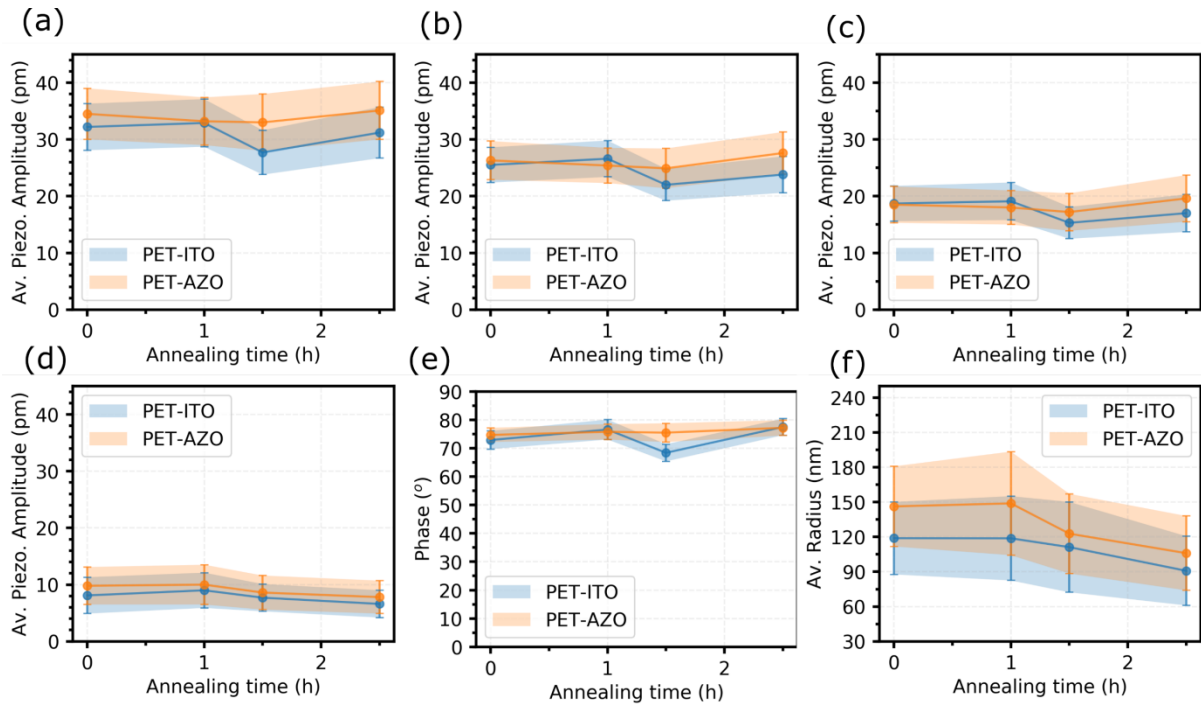 (a)
Av. Piezo. Amplitude (pm)
40
30
20
10
0
PET-ITO
PET-AZO
0 1 2
Annealing time (h)
(b)
Av. Piezo. Amplitude (pm)
40
30
20
10
0
PET-ITO
PET-AZO
0 1 2
Annealing time (h)
(c)
Av. Piezo. Amplitude (pm)
40
30
20
10
0
PET-ITO
PET-AZO
0 1 2
Annealing time (h)
(d)
Av. Piezo. Amplitude (pm)
40
30
20
10
0
PET-ITO
PET-AZO
0 1 2
Annealing time (h)
(e)
Phase (°)
90
80
70
60
50
40
30
20
10
0
PET-ITO
PET-AZO
0 1 2
Annealing time (h)
(f)
Av. Radius (nm)
240
210
180
150
120
90
60
30
PET-ITO
PET-AZO
0 1 2
Annealing time (h)